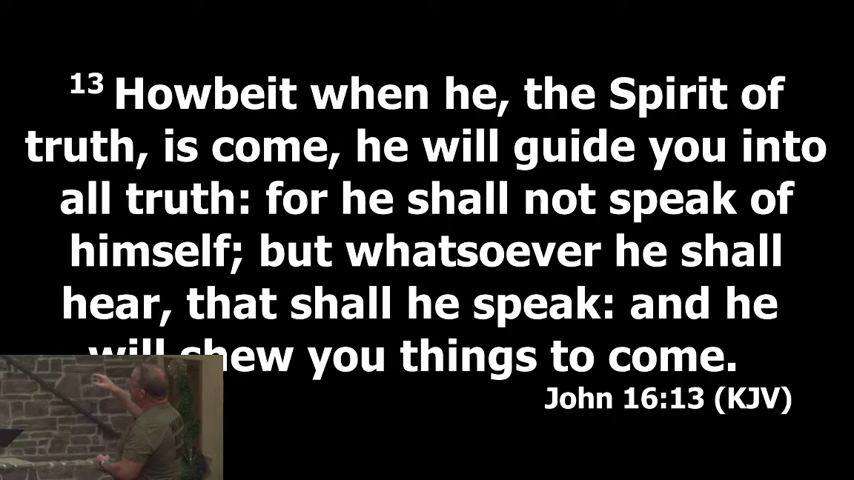 13 Howbeit when he, the Spirit of
truth, is come, he will guide you into
all truth: for he shall not speak of
himself; but whatsoever he shall
hear, that shall he speak: and he
will shew you things to come.
John 16:13 (KJV)